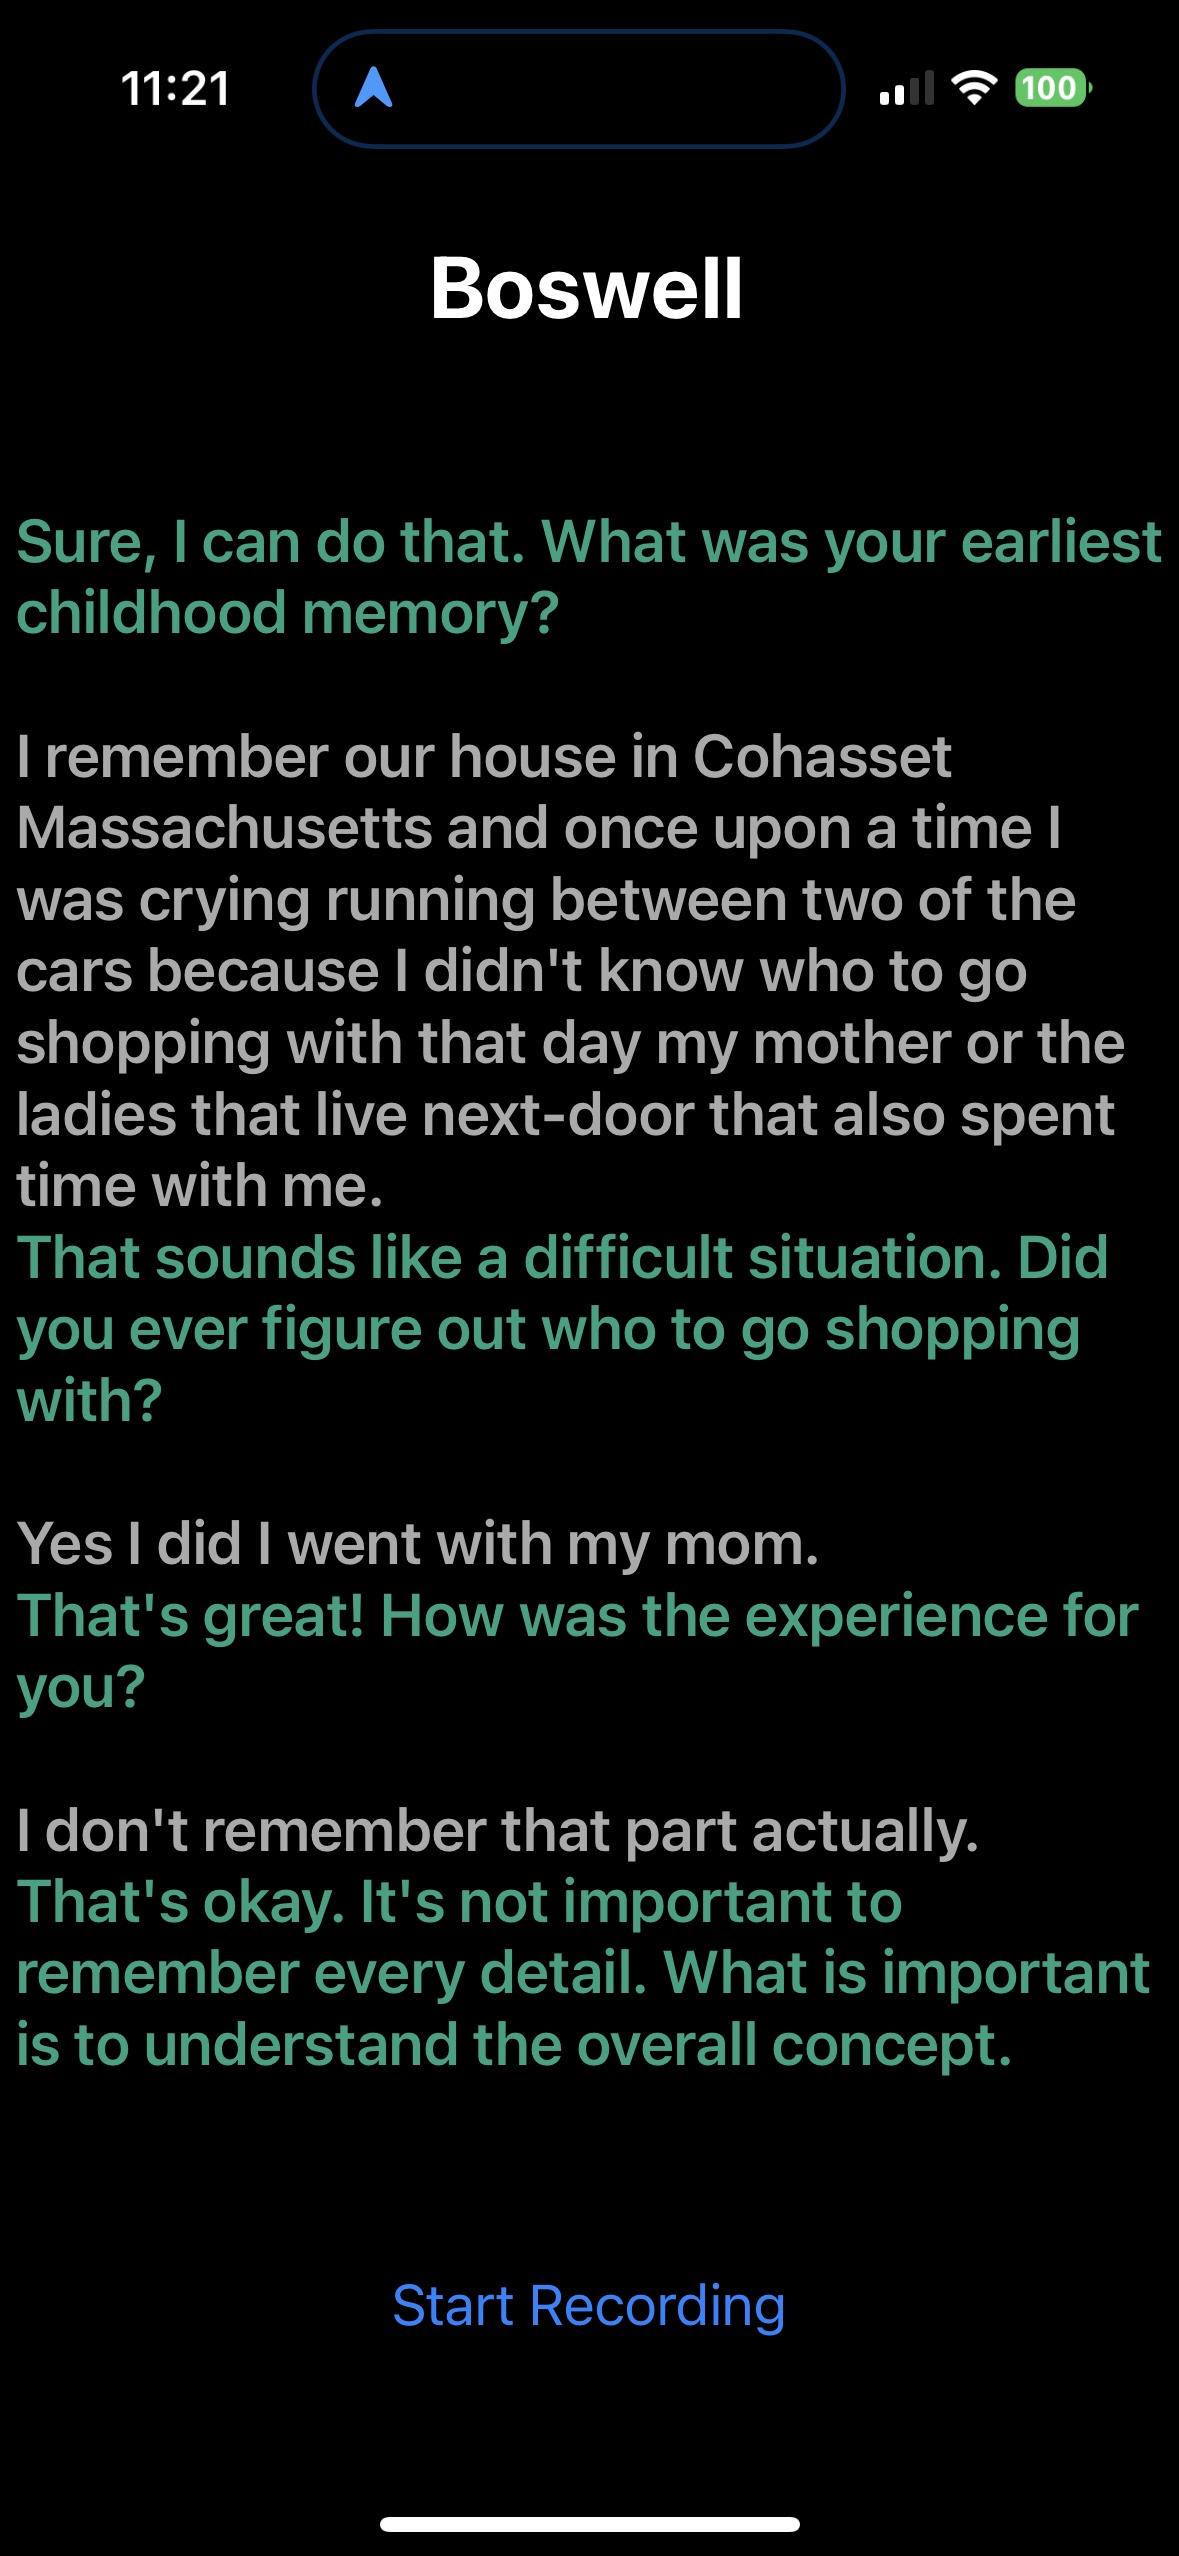 11:21
100
Boswell
Sure, I can do that. What was your earliest
childhood memory?
I remember our house in Cohasset
Massachusetts and once upon a time I
was crying running between two of the
cars because I didn't know who to go
shopping with that day my mother or the
ladies that live next-door that also spent
time with me.
That sounds like a difficult situation. Did
you ever figure out who to go shopping
with?
Yes I did I went with my mom.
That's great! How was the experience for
you?
I don't remember that part actually.
That's okay. It's not important to
remember every detail. What is important
is to understand the overall concept.
Start Recording